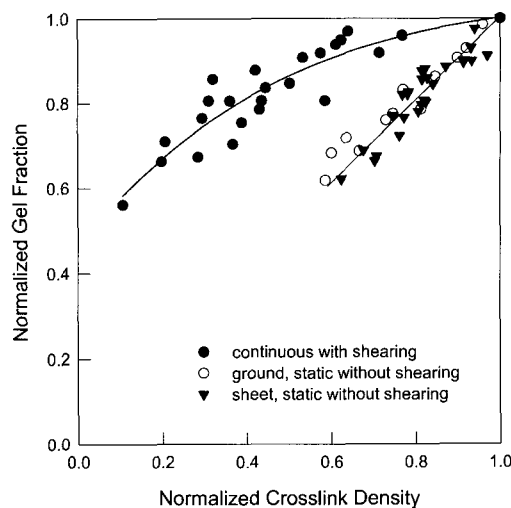 1.0
0.8
0.6
0.4
0.2
0.0
Normalized Gel Fraction
continuous with shearing
ground, static without shearing
sheet, static without shearing
0.0 0.2 0.4 0.6 0.8 1.0
Normalized Crosslink Density